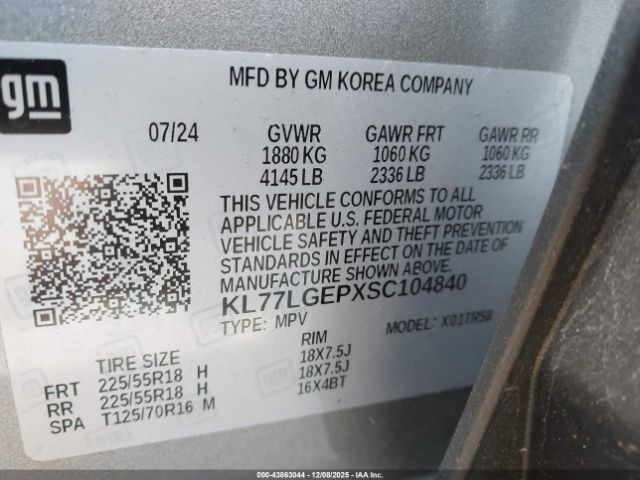 gm
MFD BY GM KOREA COMPANY
07/24 GVWR GAWR FRT GAWR RR
1880 KG 1060 KG 1060 KG
4145 LB 2336 LB 2336 LB
THIS VEHICLE CONFORMS TO ALL
APPLICABLE U.S. FEDERAL MOTOR
VEHICLE SAFETY AND THEFT PREVENTION
STANDARDS IN EFFECT ON THE DATE OF
MANUFACTURE SHOWN ABOVE.
KL77LGEPXSC104840
TYPE: MPV MODEL: X01TR58
TIRE SIZE RIM
FRT 225/55R18 H 18X7.5J
RR 225/55R18 H 18X7.5J
SPA T125/70R16 M 16X4BT
000-43863044 | 12/08/2025 - IAAI.COM